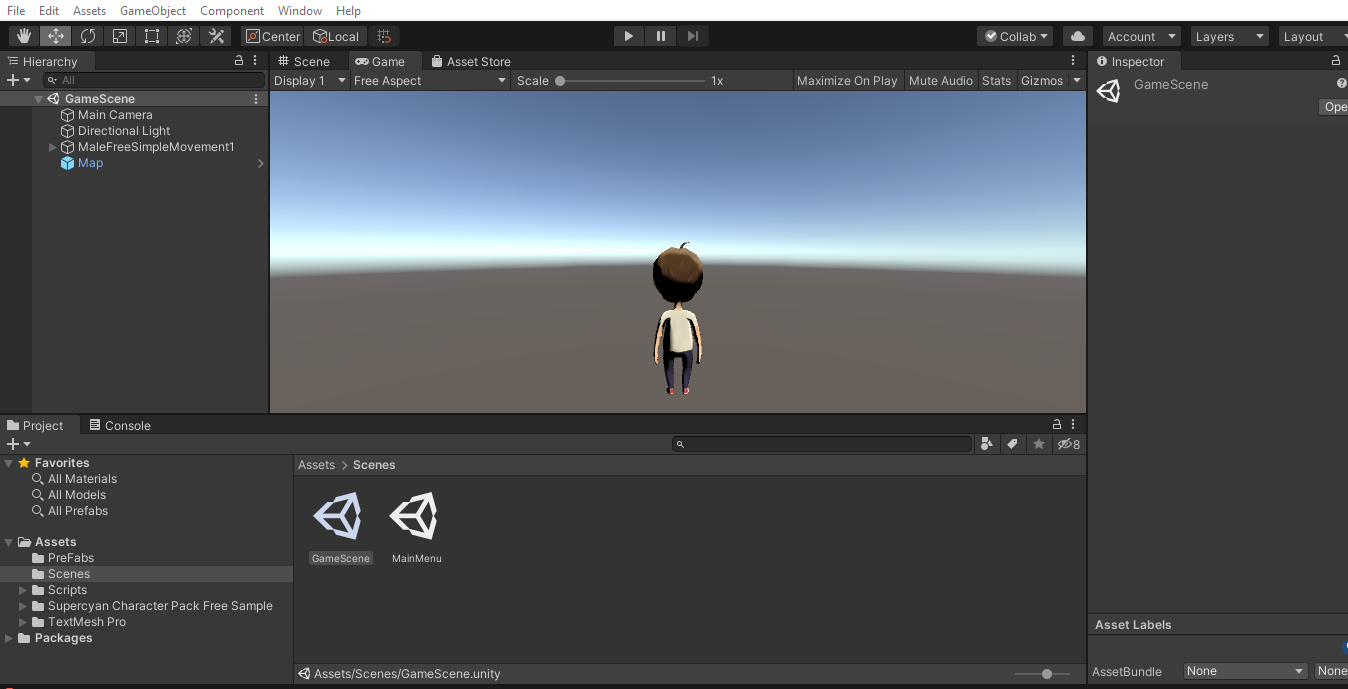 File Edit Assets GameObject Component Window Help
Center Local Collab Account Layers Layout
Hierarchy
All
GameScene
Main Camera
Directional Light
MaleFreeSimpleMovement1
Map
Scene Game Asset Store
Display 1 Free Aspect Scale 1x Maximize On Play Mute Audio Stats Gizmos
Inspector
GameScene
Ope
Project Console
8
Favorites
All Materials
All Models
All Prefabs
Assets
PreFabs
Scenes
Scripts
Supercyan Character Pack Free Sample
TextMesh Pro
Packages
Assets > Scenes
GameScene MainMenu
Assets/Scenes/GameScene.unity
Asset Labels
AssetBundle None None